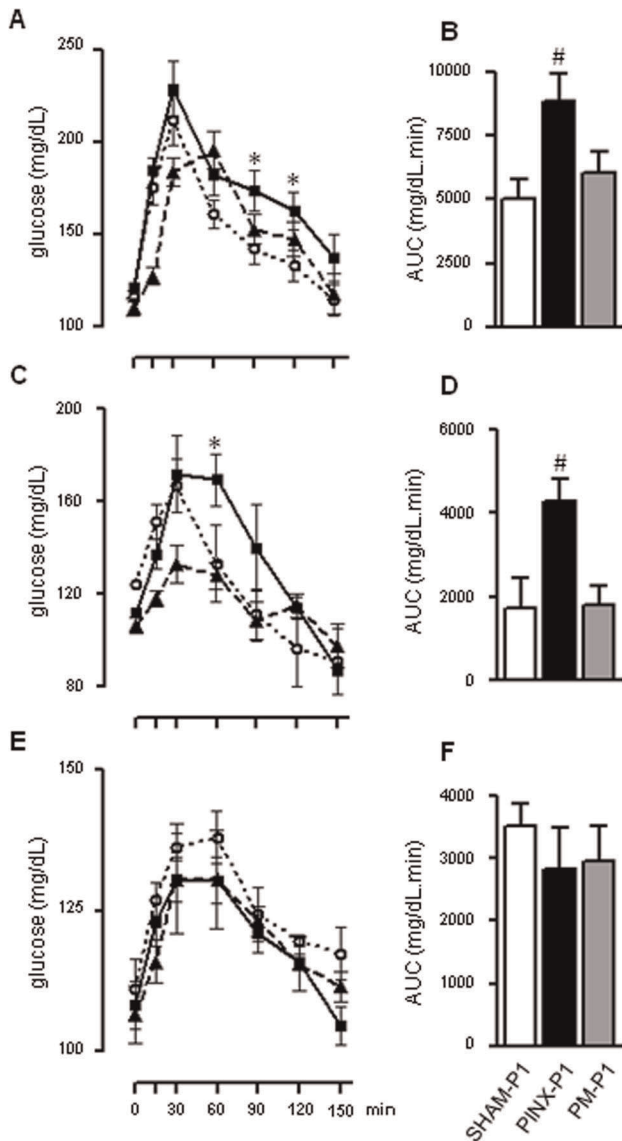 A
glucose (mg/dL)
250
200
150
100
* *
B
AUC (mg/dL.min)
10000
7500
5000
2500
0
#
C
glucose (mg/dL)
200
160
120
80
*
D
AUC (mg/dL.min)
6000
4000
2000
0
#
E
glucose (mg/dL)
150
125
100
0 30 60 90 120 150 min
F
AUC (mg/dL.min)
4000
3000
2000
1000
0
SHAM-P1
PINX-P1
PM-P1